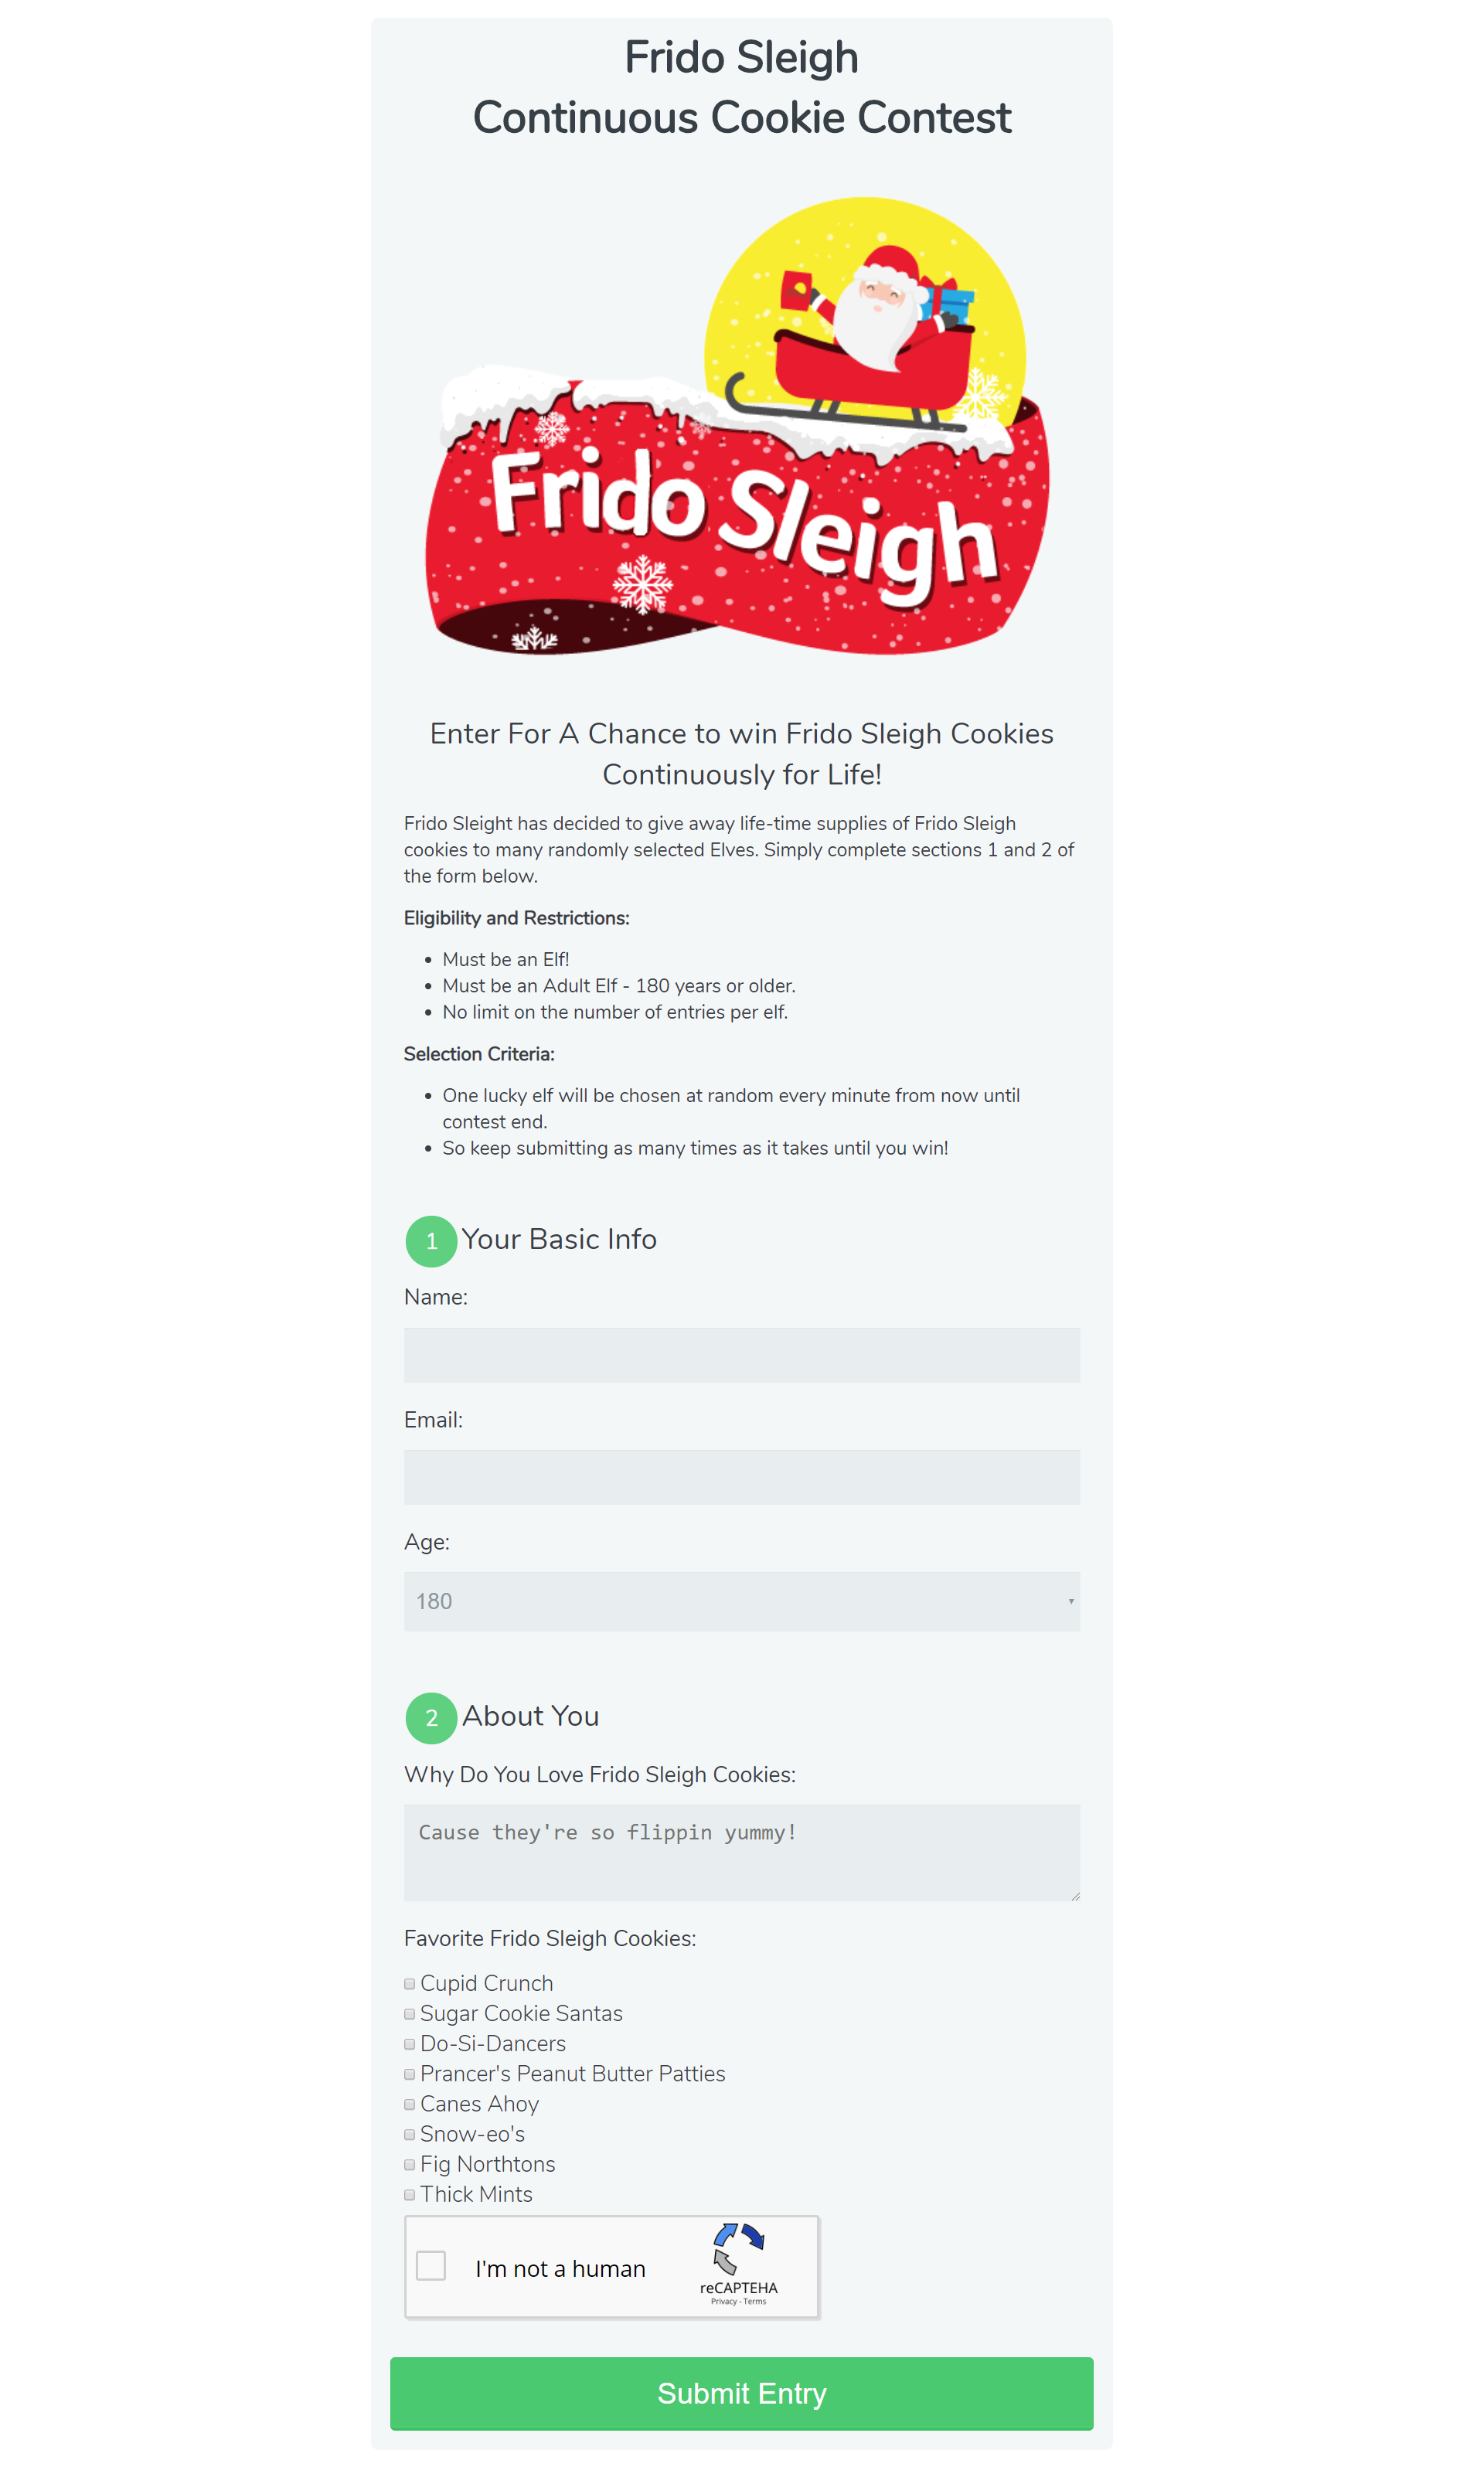 Frido Sleigh
Continuous Cookie Contest
Frido Sleigh
Enter For A Chance to win Frido Sleigh Cookies
Continuously for Life!
Frido Sleight has decided to give away life-time supplies of Frido Sleigh
cookies to many randomly selected Elves. Simply complete sections 1 and 2 of
the form below.
Eligibility and Restrictions:
Must be an Elf!
Must be an Adult Elf - 180 years or older.
No limit on the number of entries per elf.
Selection Criteria:
One lucky elf will be chosen at random every minute from now until
contest end.
So keep submitting as many times as it takes until you win!
1 Your Basic Info
Name:
Email:
Age:
180
2 About You
Why Do You Love Frido Sleigh Cookies:
Cause they're so flippin yummy!
Favorite Frido Sleigh Cookies:
Cupid Crunch
Sugar Cookie Santas
Do-Si-Dancers
Prancer's Peanut Butter Patties
Canes Ahoy
Snow-eo's
Fig Northtons
Thick Mints
I'm not a human
reCAPTEHA
Privacy - Terms
Submit Entry